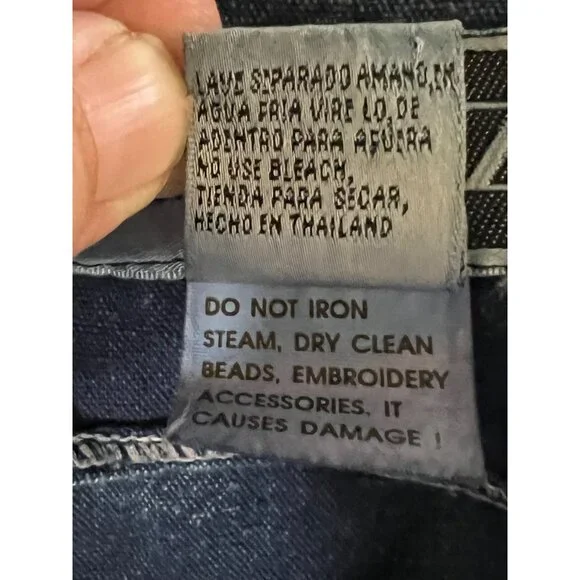 LAVE SEPARADO AMANO, EN
AGUA FRIA VIRE LO, DE
ADENTRO PARA AFUERA
NO USE BLEACH,
TIENDA PARA SECAR,
HECHO EN THAILAND
DO NOT IRON
STEAM, DRY CLEAN
BEADS, EMBROIDERY
ACCESSORIES. IT
CAUSES DAMAGE !